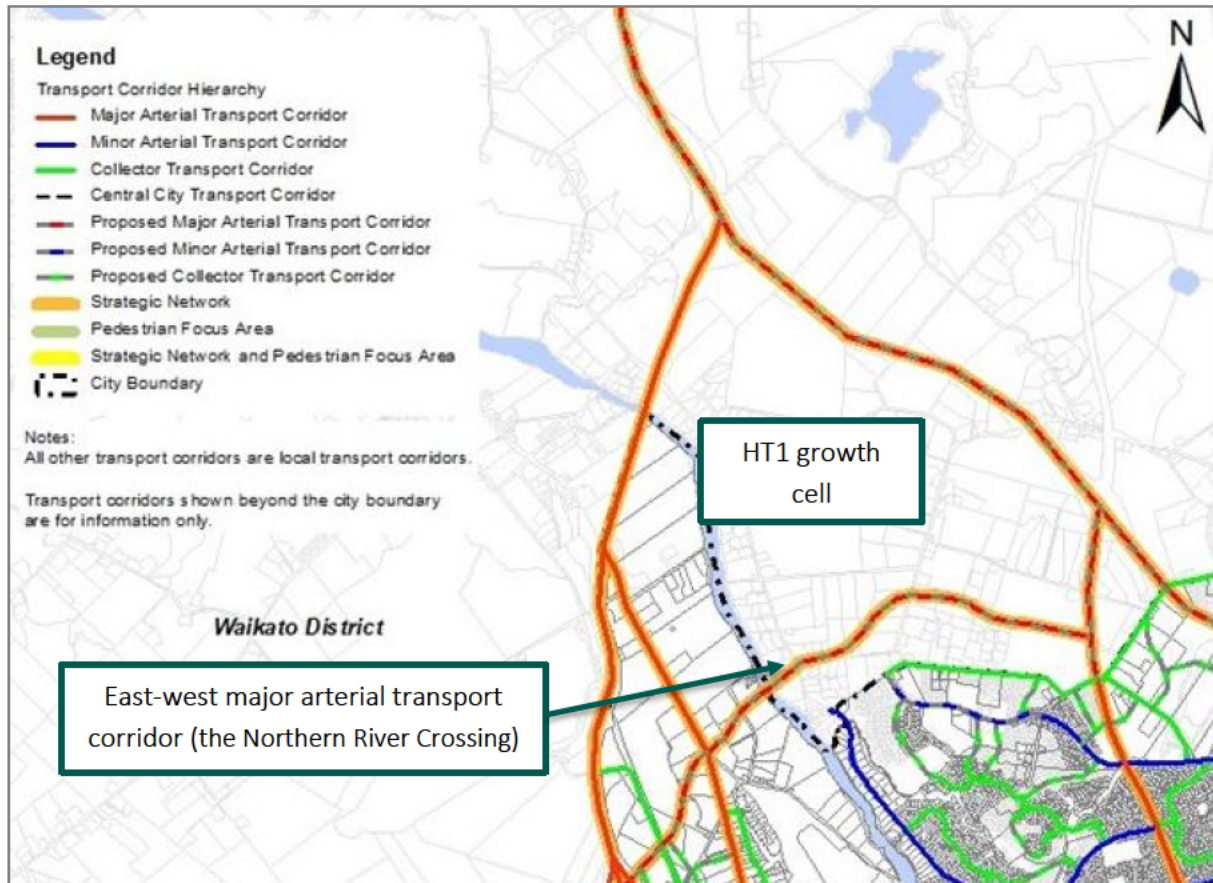 Legend
Transport Corridor Hierarchy
Major Arterial Transport Corridor
Minor Arterial Transport Corridor
Collector Transport Corridor
Central City Transport Corridor
Proposed Major Arterial Transport Corridor
Proposed Minor Arterial Transport Corridor
Proposed Collector Transport Corridor
Strategic Network
Pedestrian Focus Area
Strategic Network and Pedestrian Focus Area
City Boundary
Notes:
All other transport corridors are local transport corridors.
Transport corridors shown beyond the city boundary
are for information only.
N
HT1 growth
cell
Waikato District
East-west major arterial transport
corridor (the Northern River Crossing)